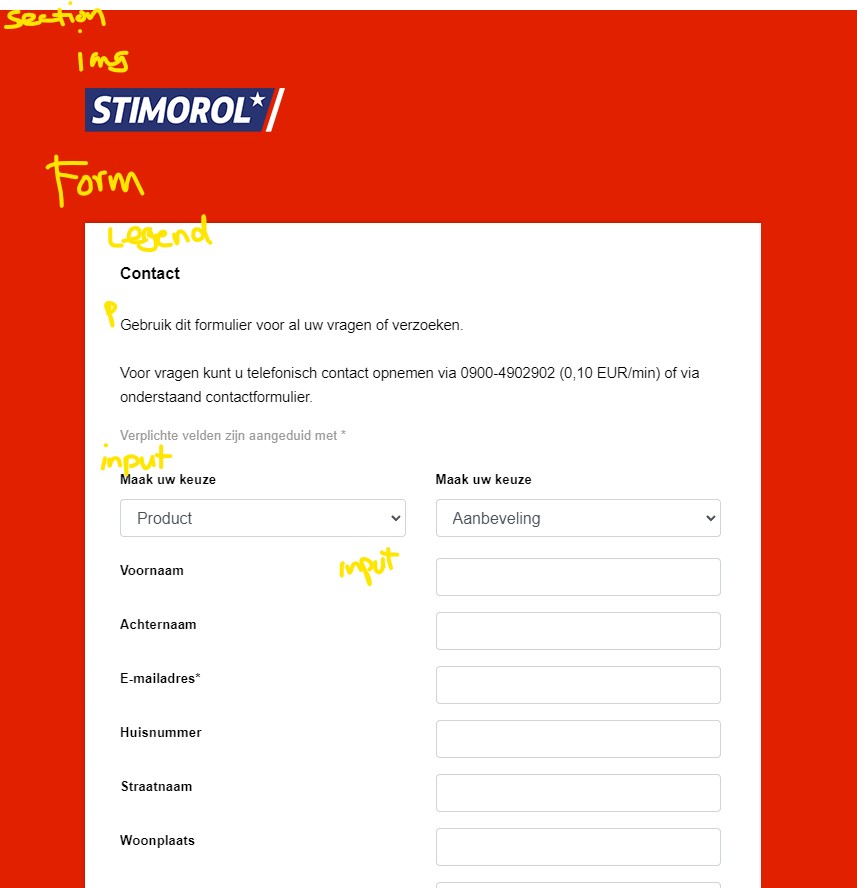 section
img
STIMOROL
Form
Legend
Contact
P
Gebruik dit formulier voor al uw vragen of verzoeken.
Voor vragen kunt u telefonisch contact opnemen via 0900-4902902 (0,10 EUR/min) of via
onderstaand contactformulier.
Verplichte velden zijn aangeduid met *
input
Maak uw keuze Maak uw keuze
Product Aanbeveling
Voornaam input
Achternaam
E-mailadres*
Huisnummer
Straatnaam
Woonplaats